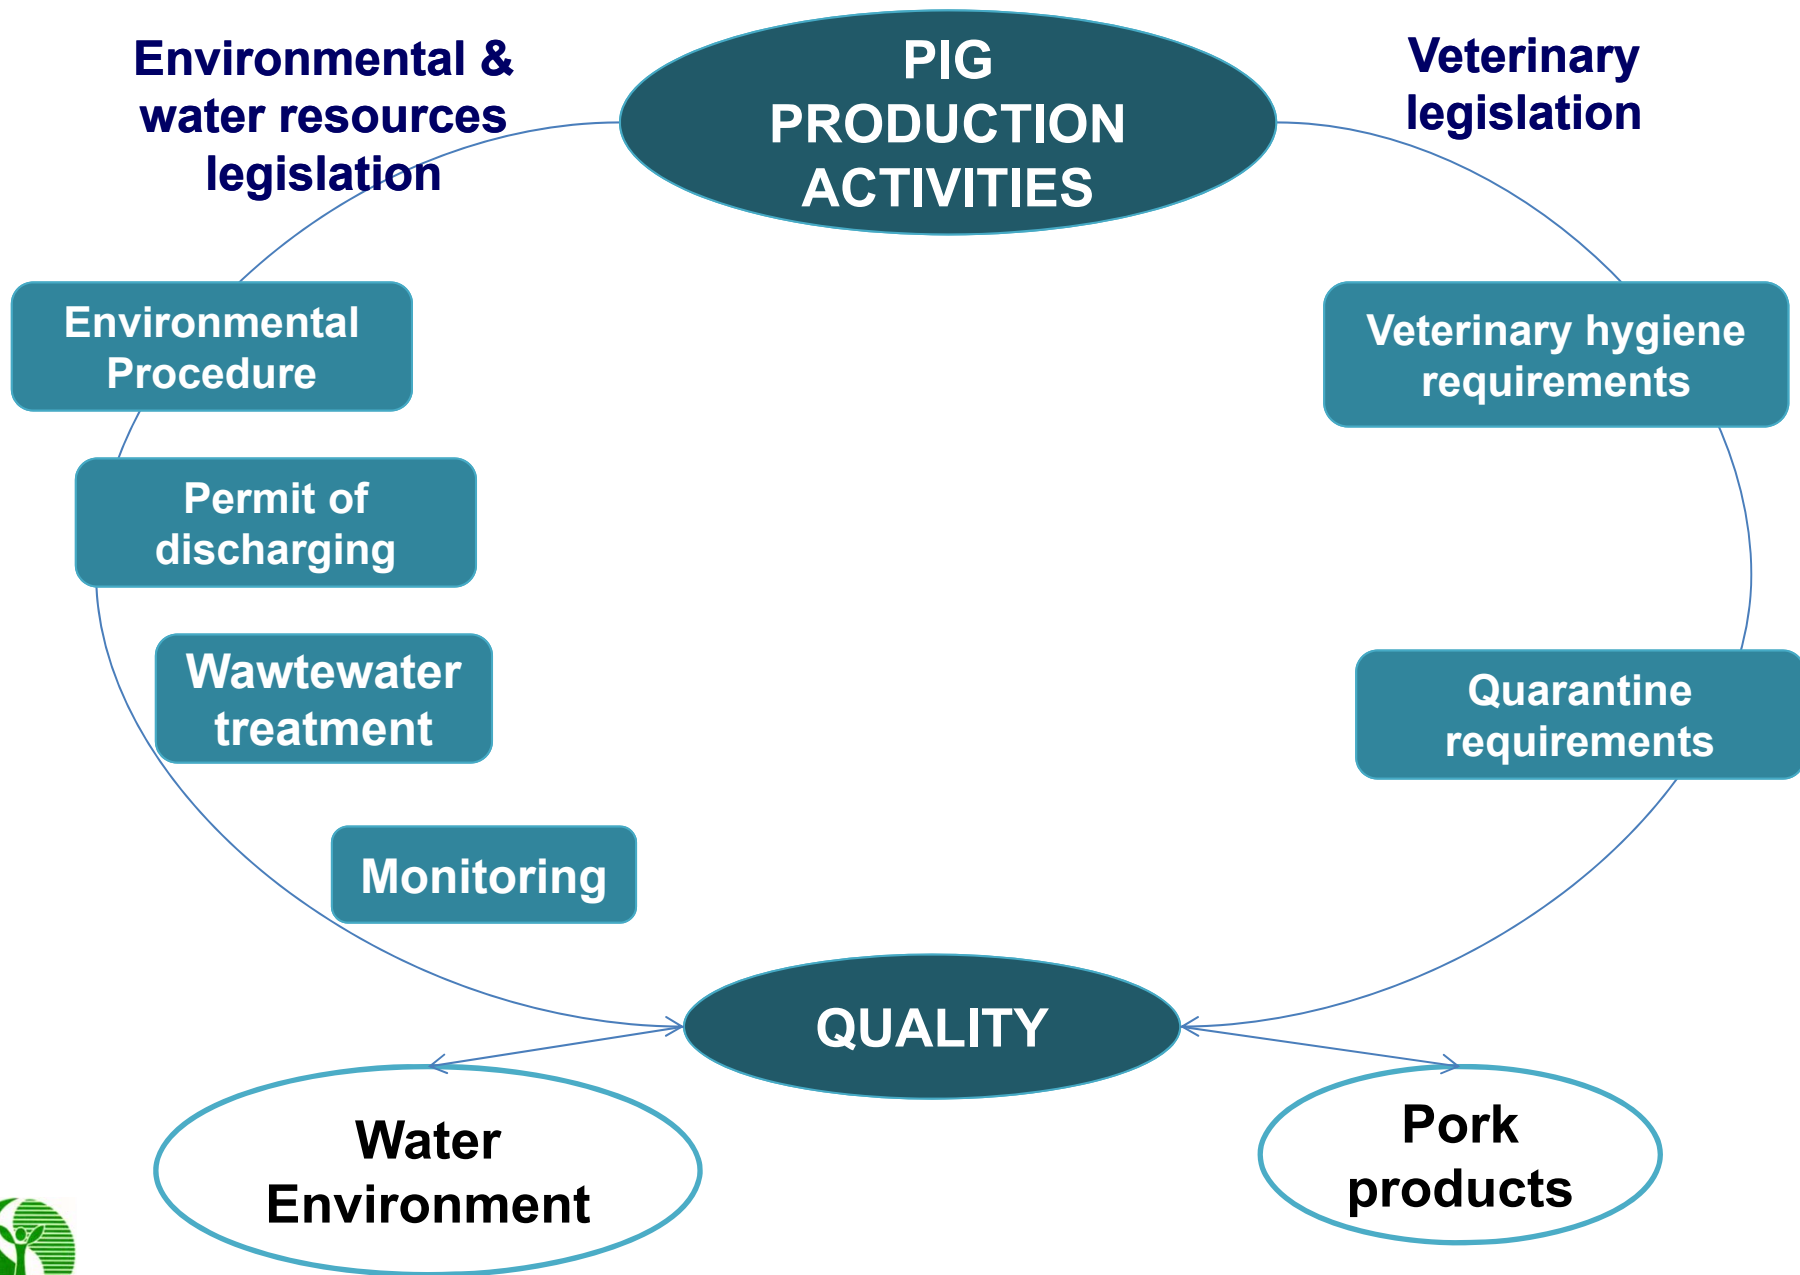 Environmental &
water resources
legislation
PIG
PRODUCTION
ACTIVITIES
Veterinary
legislation
Environmental
Procedure
Veterinary hygiene
requirements
Permit of
discharging
Wawtewater
treatment
Quarantine
requirements
Monitoring
QUALITY
Water
Environment
Pork
products